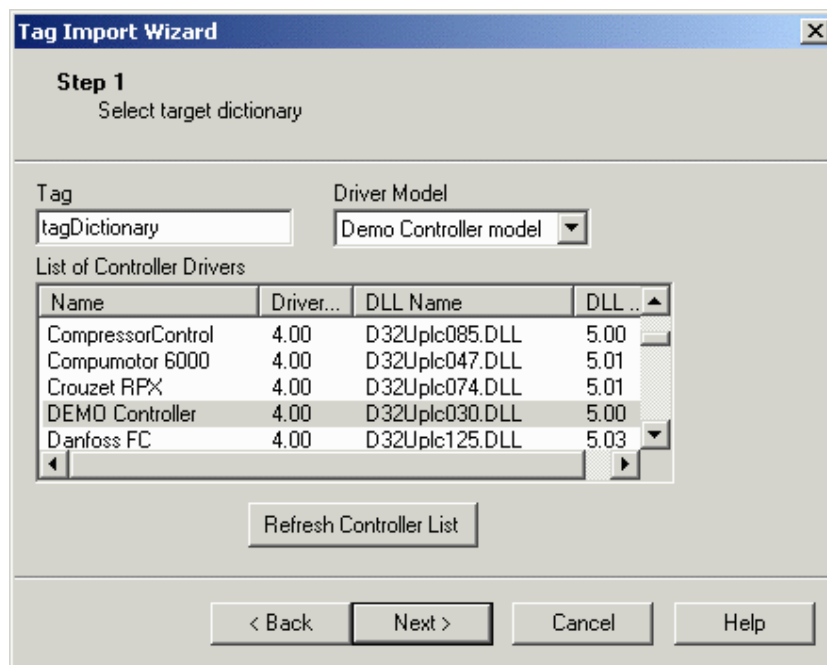 Tag Import Wizard
Step 1
Select target dictionary
Tag Driver Model
tagDictionary Demo Controller model
List of Controller Drivers
Name Driver... DLL Name DLL ..
CompressorControl 4.00 D32Uplc085.DLL 5.00
Compumotor 6000 4.00 D32Uplc047.DLL 5.01
Crouzet RPX 4.00 D32Uplc074.DLL 5.01
DEMO Controller 4.00 D32Uplc030.DLL 5.00
Danfoss FC 4.00 D32Uplc125.DLL 5.03
Refresh Controller List
< Back Next > Cancel Help